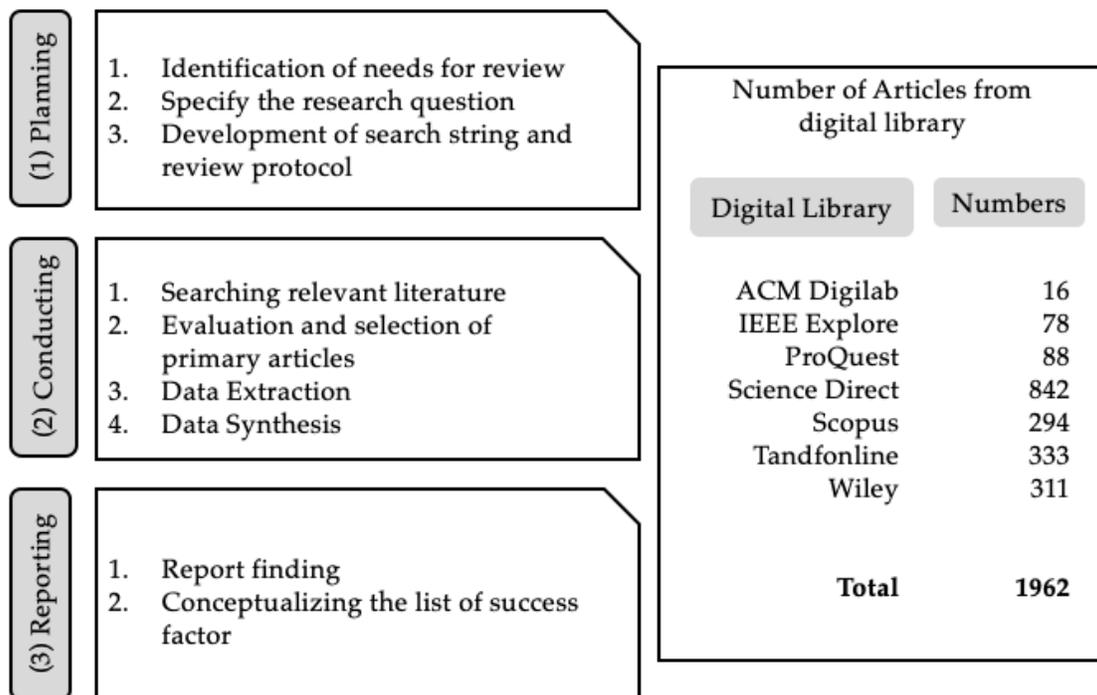 (1) Planning
1. Identification of needs for review
2. Specify the research question
3. Development of search string and
review protocol
(2) Conducting
1. Searching relevant literature
2. Evaluation and selection of
primary articles
3. Data Extraction
4. Data Synthesis
(3) Reporting
1. Report finding
2. Conceptualizing the list of success
factor
Number of Articles from
digital library
Digital Library Numbers
ACM Digilab 16
IEEE Explore 78
ProQuest 88
Science Direct 842
Scopus 294
Tandfonline 333
Wiley 311
Total 1962